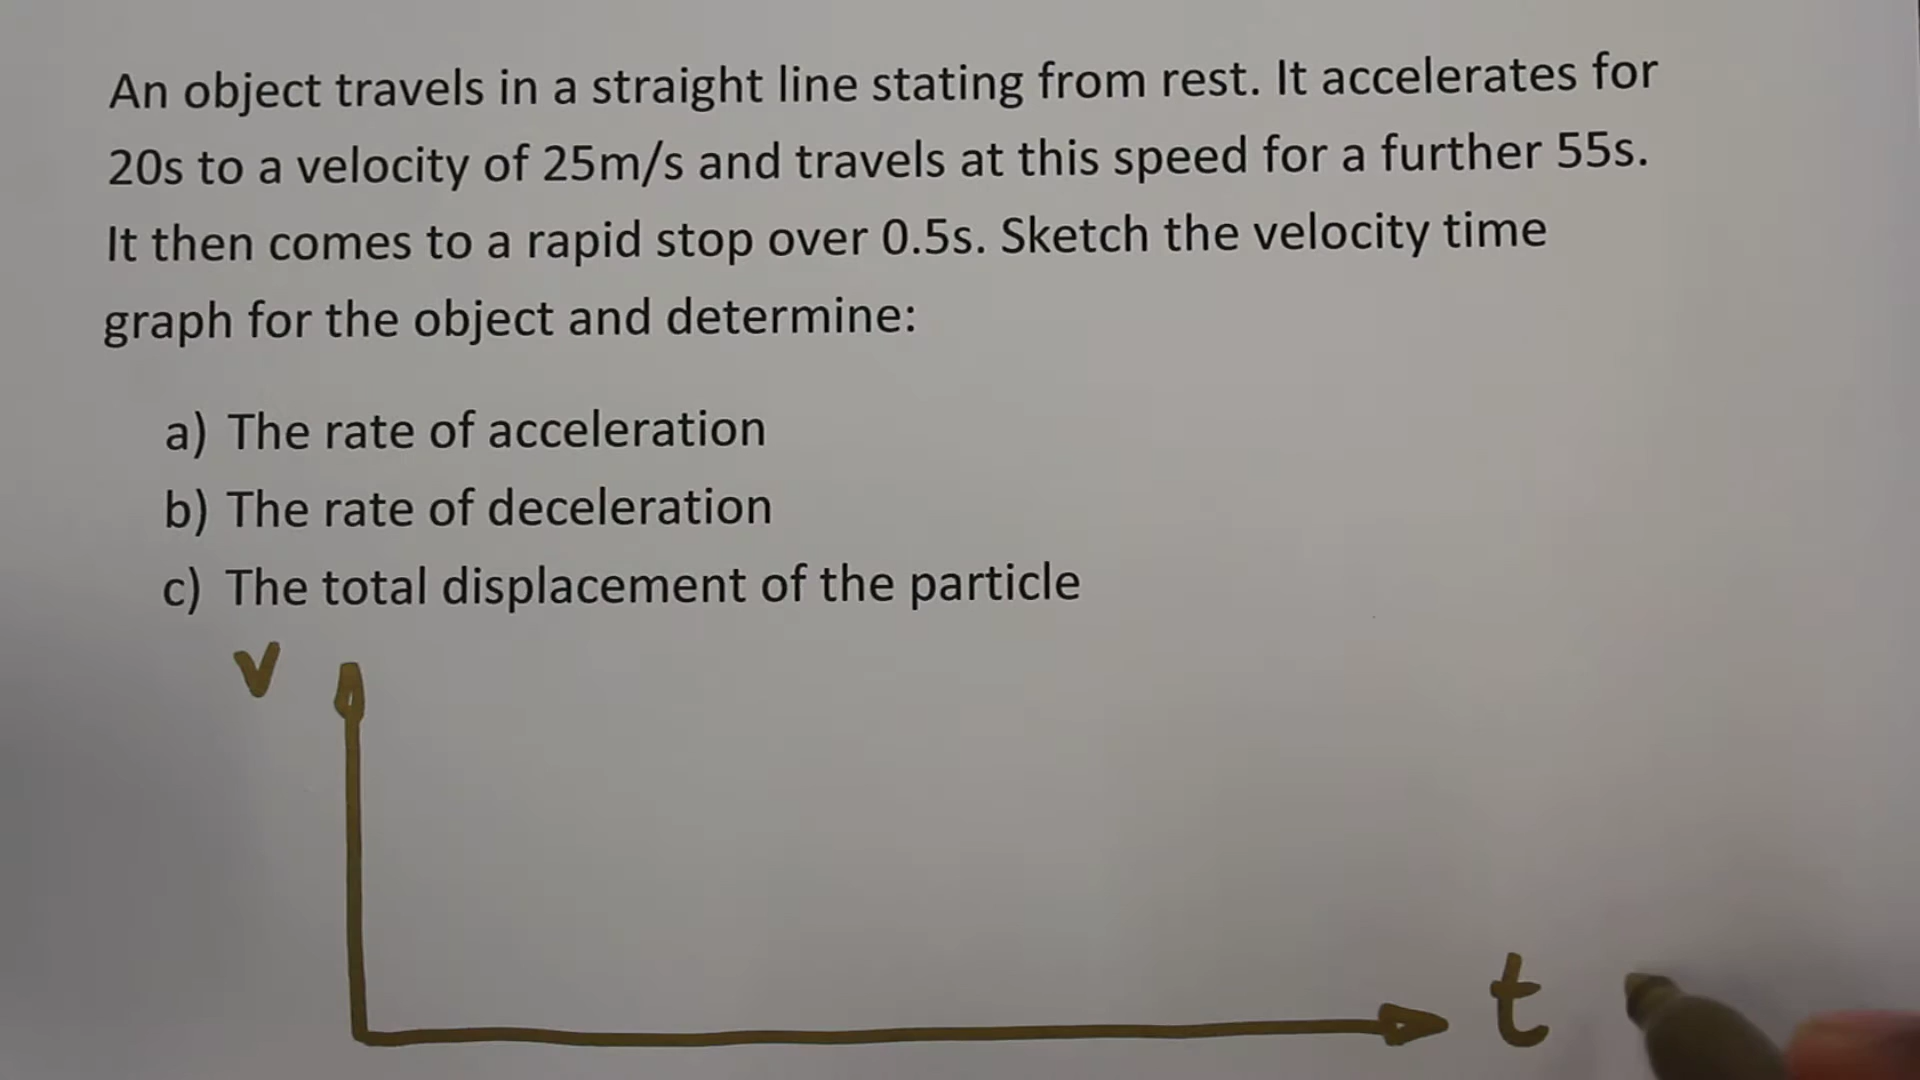 An object travels in a straight line stating from rest. It accelerates for
20s to a velocity of 25m/s and travels at this speed for a further 55s.
It then comes to a rapid stop over 0.5s. Sketch the velocity time
graph for the object and determine:
a) The rate of acceleration
b) The rate of deceleration
c) The total displacement of the particle
v
t